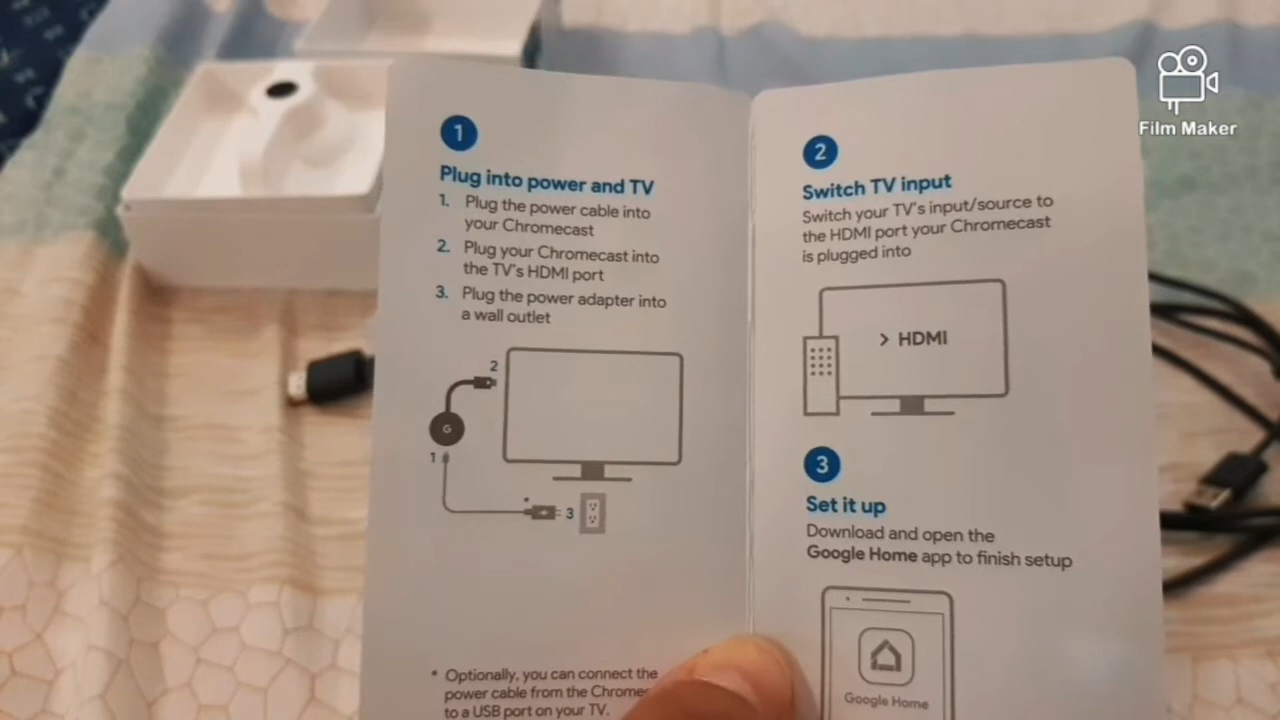 1
Plug into power and TV
1. Plug the power cable into
your Chromecast
2. Plug your Chromecast into
the TV's HDMI port
3. Plug the power adapter into
a wall outlet
2
G
1
* 3
* Optionally, you can connect the
power cable from the
to a USB port on your TV.
2
Switch TV input
Switch your TV's input/source to
the HDMI port your Chromecast
is plugged into
> HDMI
3
Set it up
Download and open the
Google Home app to finish setup
Google Home
Film Maker